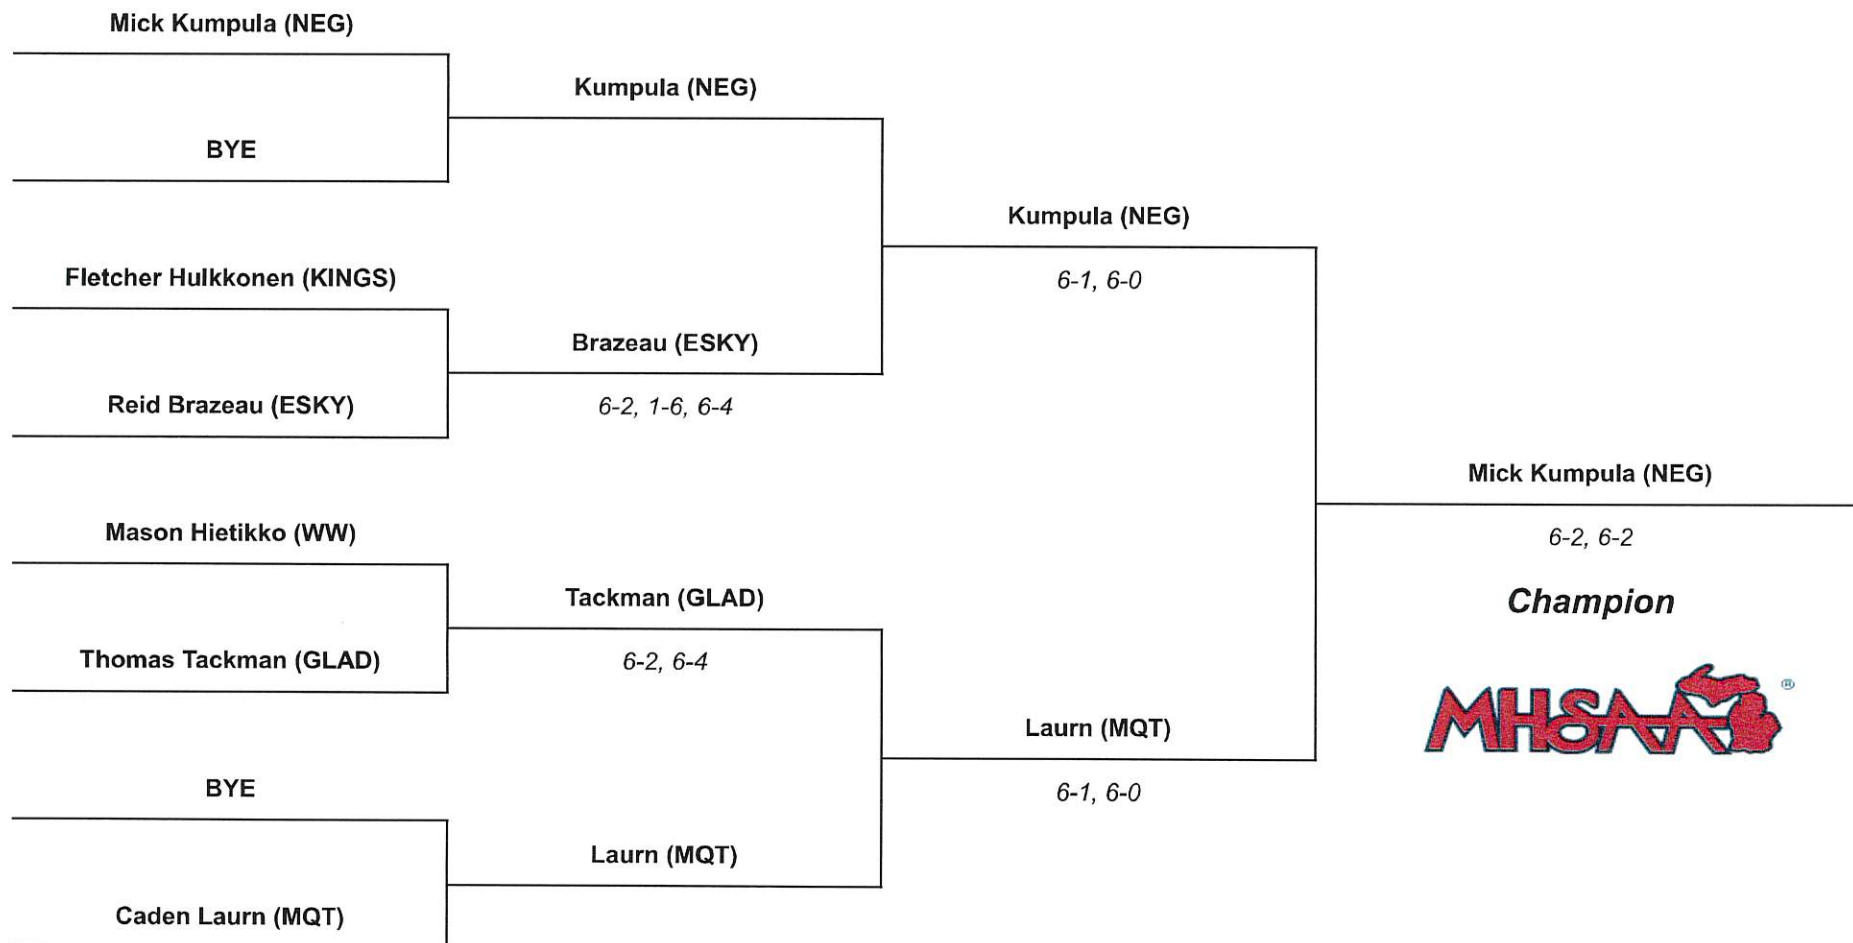 Mick Kumpula (NEG)
BYE
Fletcher Hulkkonen (KINGS)
Reid Brazeau (ESKY)
Mason Hietikko (WW)
Thomas Tackman (GLAD)
BYE
Caden Laurn (MQT)
Kumpula (NEG)
Brazeau (ESKY)
6-2, 1-6, 6-4
Tackman (GLAD)
6-2, 6-4
Laurn (MQT)
Kumpula (NEG)
6-1, 6-0
Laurn (MQT)
6-1, 6-0
Mick Kumpula (NEG)
6-2, 6-2
Champion
MHSAA®